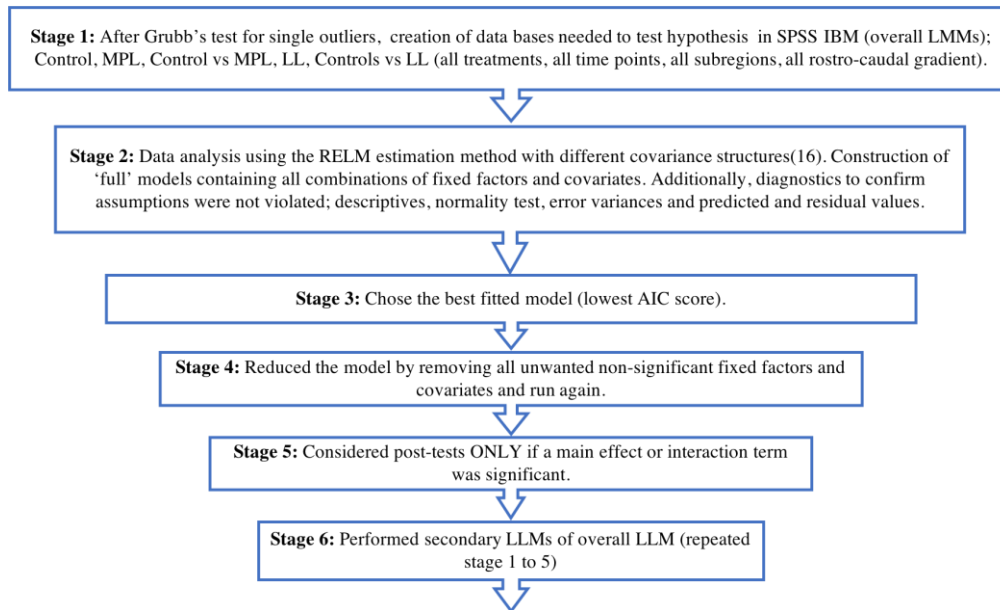 Stage 1: After Grubb's test for single outliers, creation of data bases needed to test hypothesis in SPSS IBM (overall LMMs);
Control, MPL, Control vs MPL, LL, Controls vs LL (all treatments, all time points, all subregions, all rostro-caudal gradient).
Stage 2: Data analysis using the RELM estimation method with different covariance structures(16). Construction of
‘full’ models containing all combinations of fixed factors and covariates. Additionally, diagnostics to confirm
assumptions were not violated; descriptives, normality test, error variances and predicted and residual values.
Stage 3: Chose the best fitted model (lowest AIC score).
Stage 4: Reduced the model by removing all unwanted non-significant fixed factors and
covariates and run again.
Stage 5: Considered post-tests ONLY if a main effect or interaction term
was significant.
Stage 6: Performed secondary LLMs of overall LLM (repeated
stage 1 to 5)